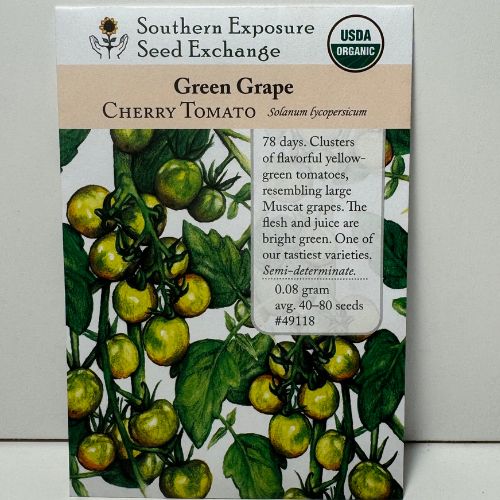 Southern Exposure
Seed Exchange
USDA
ORGANIC
Green Grape
CHERRY TOMATO Solanum lycopersicum
78 days. Clusters
of flavorful yellow-
green tomatoes,
resembling large
Muscat grapes. The
flesh and juice are
bright green. One of
our tastiest varieties.
Semi-determinate.
0.08 gram
avg. 40–80 seeds
#49118